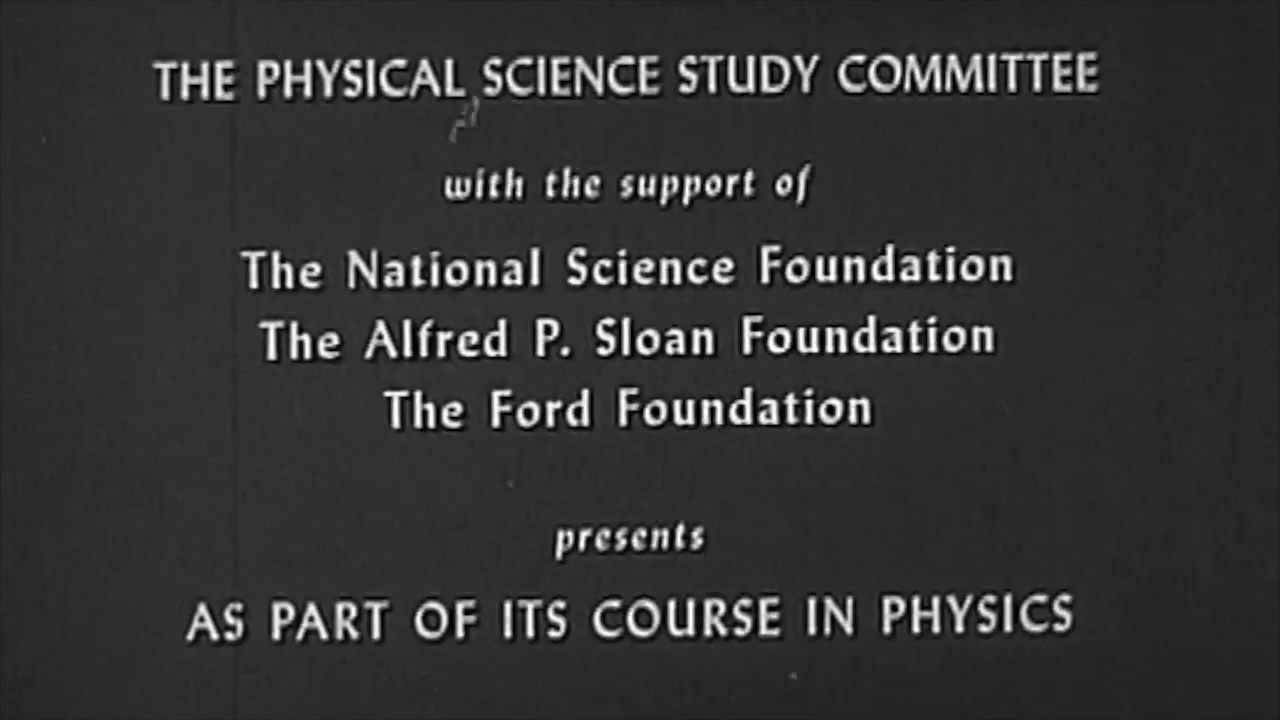 THE PHYSICAL SCIENCE STUDY COMMITTEE
with the support of
The National Science Foundation
The Alfred P. Sloan Foundation
The Ford Foundation
presents
AS PART OF ITS COURSE IN PHYSICS